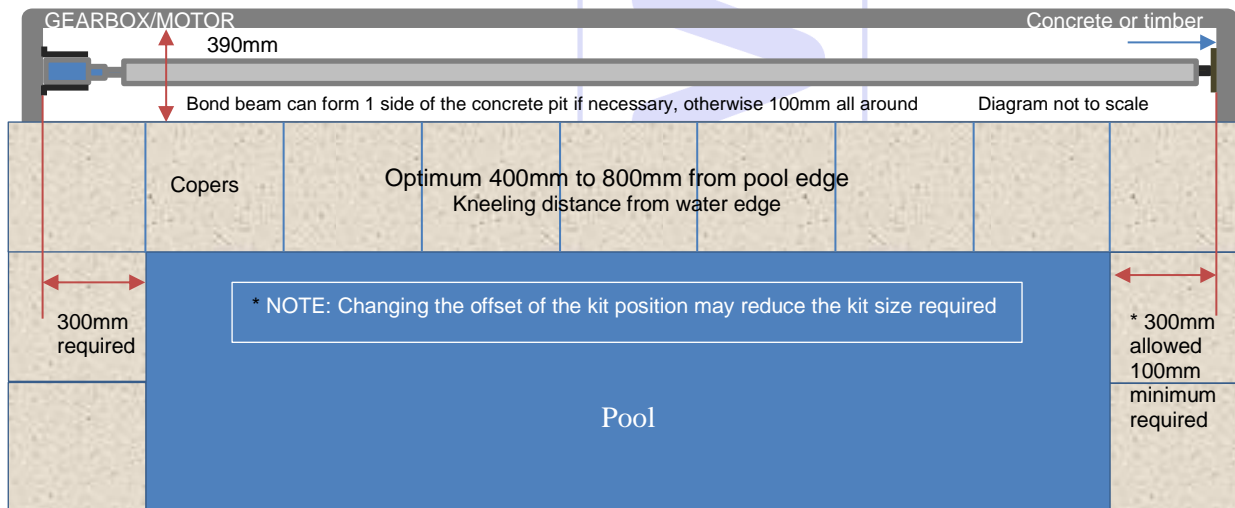 GEARBOX/MOTOR
Concrete or timber
390mm
Bond beam can form 1 side of the concrete pit if necessary, otherwise 100mm all around
Diagram not to scale
Copers
Optimum 400mm to 800mm from pool edge
Kneeling distance from water edge
* NOTE: Changing the offset of the kit position may reduce the kit size required
300mm
required
* 300mm
allowed
100mm
minimum
required
Pool